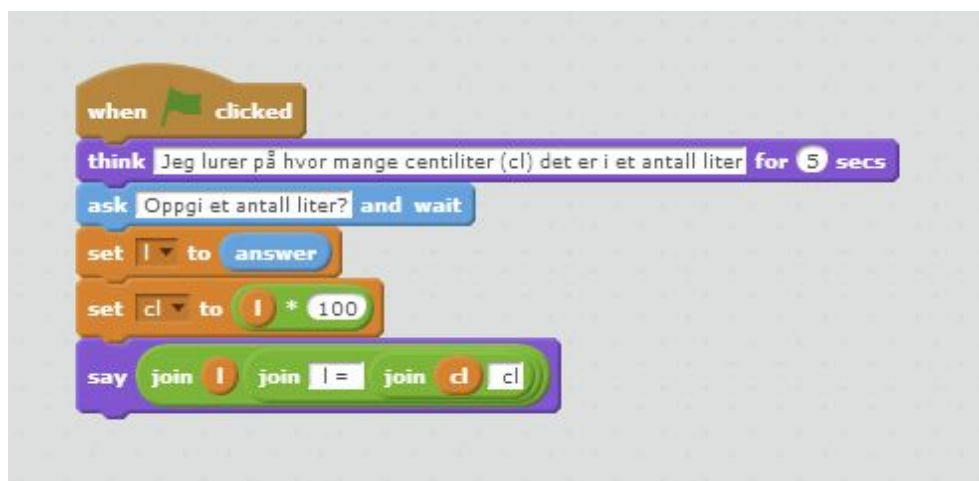 when clicked
think Jeg lurer på hvor mange centiliter (cl) det er i et antall liter for 5 secs
ask Oppgi et antall liter? and wait
set l to answer
set cl to l * 100
say join l join l = join cl cl